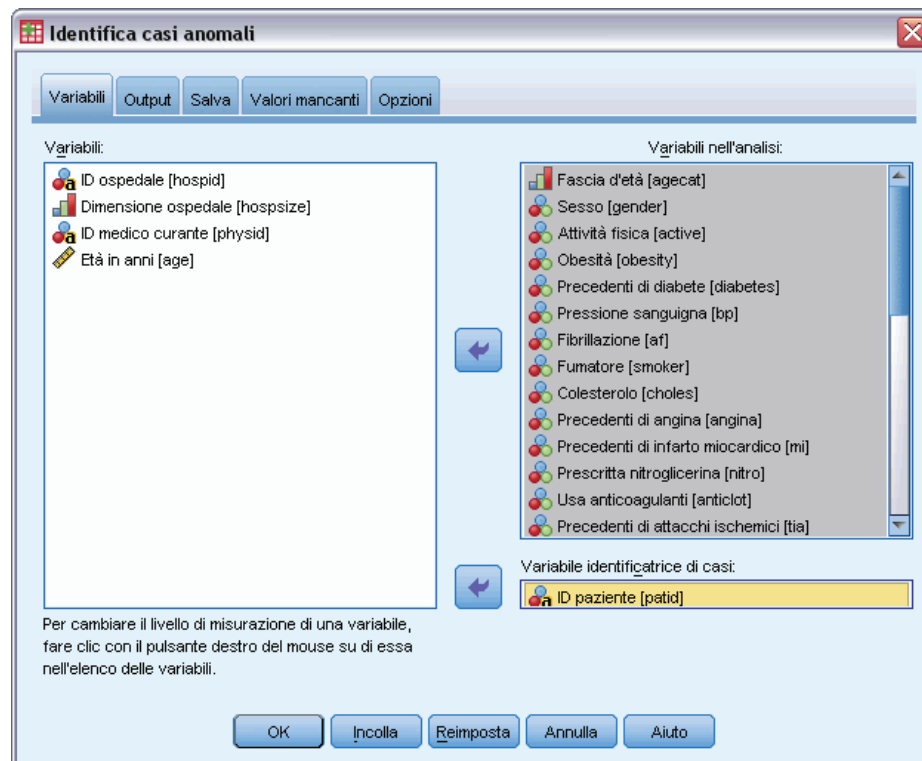 Identifica casi anomali
Variabili
Output
Salva
Valori mancanti
Opzioni
Variabili:
ID ospedale [hospid]
Dimensione ospedale [hospsize]
ID medico curante [physid]
Età in anni [age]
Per cambiare il livello di misurazione di una variabile,
fare clic con il pulsante destro del mouse su di essa
nell'elenco delle variabili.
Variabili nell'analisi:
Fascia d'età [agecat]
Sesso [gender]
Attività fisica [active]
Obesità [obesity]
Precedenti di diabete [diabetes]
Pressione sanguigna [bp]
Fibrillazione [af]
Fumatore [smoker]
Colesterolo [choles]
Precedenti di angina [angina]
Precedenti di infarto miocardico [mi]
Prescritta nitroglicerina [nitro]
Usa anticoagulanti [anticlot]
Precedenti di attacchi ischemici [tia]
Variabile identificatrice di casi:
ID paziente [patid]
OK
Incolla
Reimposta
Annulla
Aiuto